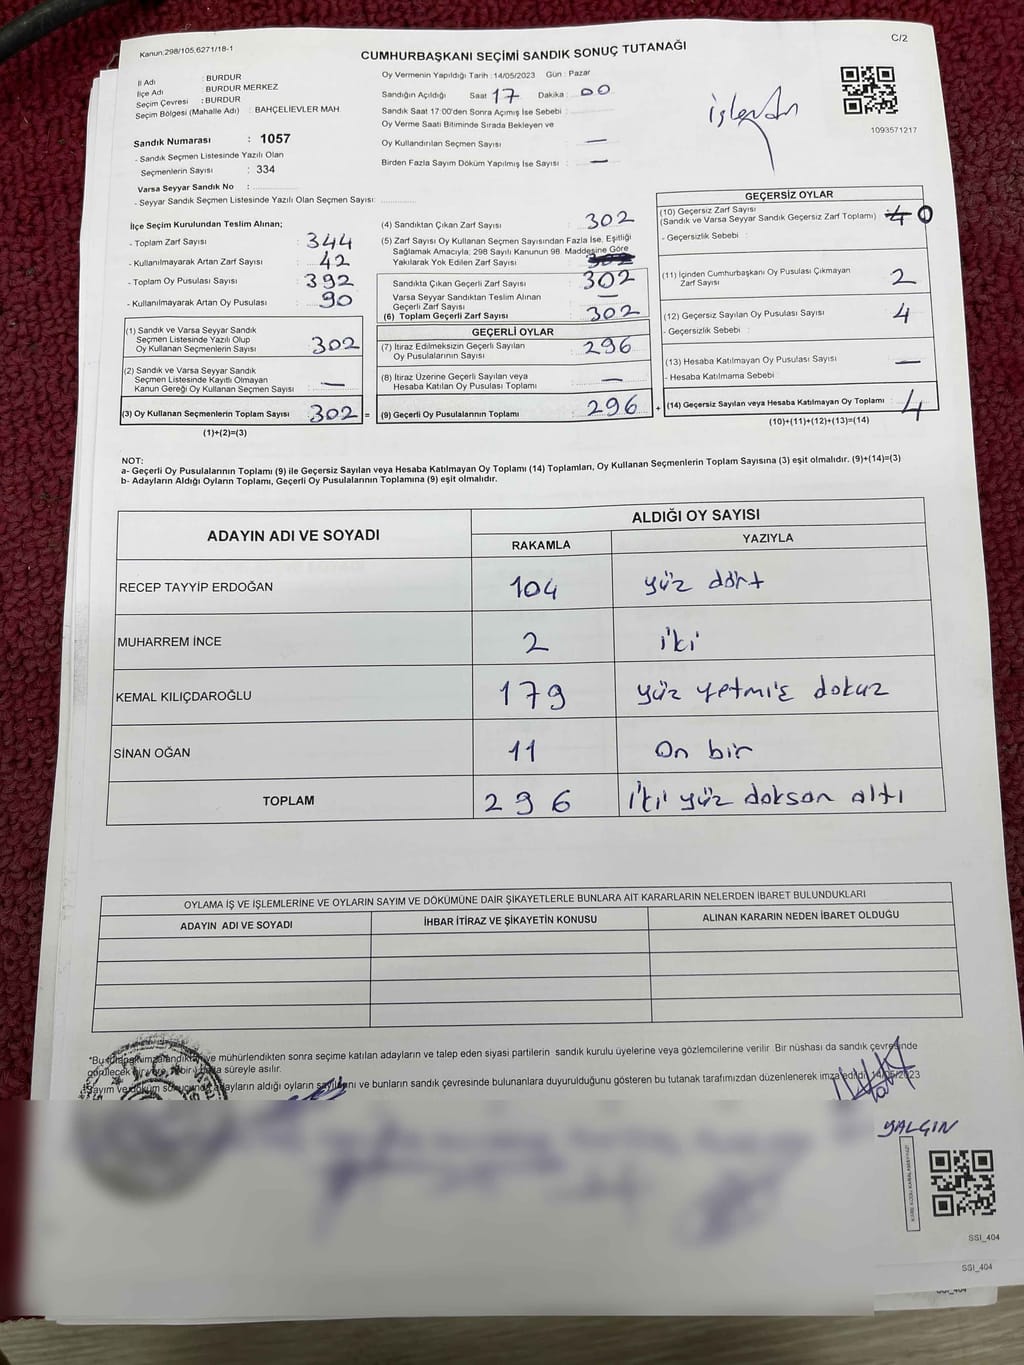 Kanun:298/105.6271/18-1
C/2
CUMHURBAŞKANI SEÇİMİ SANDIK SONUÇ TUTANAĞI
İl Adı : BURDUR
İlçe Adı : BURDUR MERKEZ
Seçim Çevresi : BURDUR
Seçim Bölgesi (Mahalle Adı) : BAHÇELİEVLER MAH
Sandık Numarası : 1057
- Sandık Seçmen Listesinde Yazılı Olan
Seçmenlerin Sayısı : 334
Varsa Seyyar Sandık No :
- Seyyar Sandık Seçmen Listesinde Yazılı Olan Seçmen Sayısı:
Oy Vermenin Yapıldığı Tarih : 14/05/2023 Gün : Pazar
Sandığın Açıldığı Saat 17 Dakika : 00
Sandık Saat 17:00'den Sonra Açımış İse Sebebi :
Oy Verme Saati Bitiminde Sırada Bekleyen ve
Oy Kullandırılan Seçmen Sayısı : —
Birden Fazla Sayım Döküm Yapılmış İse Sayısı : —
1093571217
İlçe Seçim Kurulundan Teslim Alınan;
- Toplam Zarf Sayısı : 344
- Kullanılmayarak Artan Zarf Sayısı : 42
- Toplam Oy Pusulası Sayısı : 392
- Kullanılmayarak Artan Oy Pusulası : 90
(1) Sandık ve Varsa Seyyar Sandık
Seçmen Listesinde Yazılı Olup
Oy Kullanan Seçmenlerin Sayısı : 302
(2) Sandık ve Varsa Seyyar Sandık
Seçmen Listesinde Kayıtlı Olmayan
Kanun Gereği Oy Kullanan Seçmen Sayısı : —
(3) Oy Kullanan Seçmenlerin Toplam Sayısı : 302 =
(1)+(2)=(3)
(4) Sandıktan Çıkan Zarf Sayısı : 302
(5) Zarf Sayısı Oy Kullanan Seçmen Sayısından Fazla İse, Eşitliği
Sağlamak Amacıyla; 298 Sayılı Kanunun 98. Maddesine Göre
Yakılarak Yok Edilen Zarf Sayısı : 302
Sandıkta Çıkan Geçerli Zarf Sayısı : 302
Varsa Seyyar Sandıktan Teslim Alınan
Geçerli Zarf Sayısı : —
(6) Toplam Geçerli Zarf Sayısı : 302
GEÇERLİ OYLAR
(7) İtiraz Edilmeksizin Geçerli Sayılan
Oy Pusulalarının Sayısı : 296
(8) İtiraz Üzerine Geçerli Sayılan veya
Hesaba Katılan Oy Pusulası Toplamı : —
(9) Geçerli Oy Pusulalarının Toplamı : 296 +
GEÇERSİZ OYLAR
(10) Geçersiz Zarf Sayısı
(Sandık ve Varsa Seyyar Sandık Geçersiz Zarf Toplamı) : 4 0
- Geçersizlik Sebebi :
(11) İçinden Cumhurbaşkanı Oy Pusulası Çıkmayan
Zarf Sayısı : 2
(12) Geçersiz Sayılan Oy Pusulası Sayısı : 4
- Geçersizlik Sebebi :
(13) Hesaba Katılmayan Oy Pusulası Sayısı : —
- Hesaba Katılmama Sebebi :
(14) Geçersiz Sayılan veya Hesaba Katılmayan Oy Toplamı : 4
(10)+(11)+(12)+(13)=(14)
NOT:
a- Geçerli Oy Pusulalarının Toplamı (9) ile Geçersiz Sayılan veya Hesaba Katılmayan Oy Toplamı (14) Toplamları, Oy Kullanan Seçmenlerin Toplam Sayısına (3) eşit olmalıdır. (9)+(14)=(3)
b- Adayların Aldığı Oyların Toplamı, Geçerli Oy Pusulalarının Toplamına (9) eşit olmalıdır.
ADAYIN ADI VE SOYADI
ALDIĞI OY SAYISI
RAKAMLA YAZIYLA
RECEP TAYYİP ERDOĞAN 104 yüz dört
MUHARREM İNCE 2 iki
KEMAL KILIÇDAROĞLU 179 yüz yetmiş dokuz
SİNAN OĞAN 11 On bir
TOPLAM 296 iki yüz doksan altı
OYLAMA İŞ VE İŞLEMLERİNE VE OYLARIN SAYIM VE DÖKÜMÜNE DAİR ŞİKAYETLERLE BUNLARA AİT KARARLARIN NELERDEN İBARET BULUNDUKLARI
ADAYIN ADI VE SOYADI İHBAR İTİRAZ VE ŞİKAYETİN KONUSU ALINAN KARARIN NEDEN İBARET OLDUĞU
*Bu ve mühürlendikten sonra seçime katılan adayların ve talep eden siyasi partilerin sandık kurulu üyelerine veya gözlemcilerine verilir .Bir nüshası da sandık çevresinde
süreyle asılır.
adayların aldığı oyların sayısını ve bunların sandık çevresinde bulunanlara duyurulduğunu gösteren bu tutanak tarafımızdan düzenlenerek imza edildi. 14/05/2023
YALGIN
KARE KODU KARALAMAYINIZ!
SSI_404
SSI_404